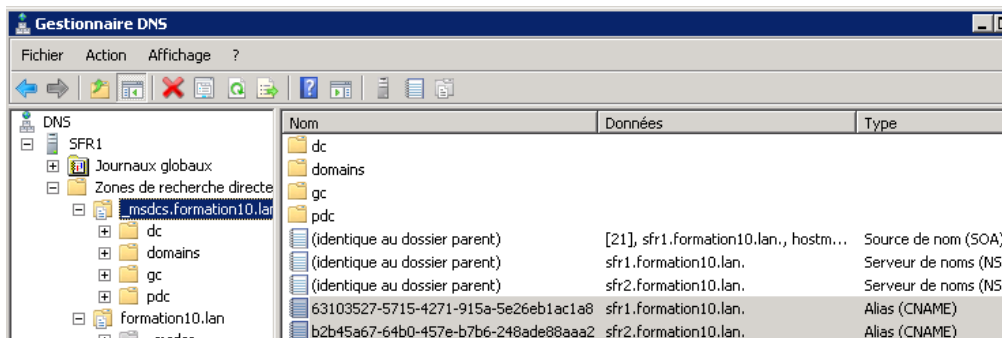 Gestionnaire DNS
Fichier Action Affichage ?
DNS
SFR1
Journaux globaux
Zones de recherche directe
_msdcs.formation10.lan
dc
domains
gc
pdc
formation10.lan
Nom Données Type
dc
domains
gc
pdc
(identique au dossier parent) [21], sfr1.formation10.lan., hostm... Source de nom (SOA)
(identique au dossier parent) sfr1.formation10.lan. Serveur de noms (NS
(identique au dossier parent) sfr2.formation10.lan. Serveur de noms (NS
63103527-5715-4271-915a-5e26eb1ac1a8 sfr1.formation10.lan. Alias (CNAME)
b2b45a67-64b0-457e-b7b6-248ade88aaa2 sfr2.formation10.lan. Alias (CNAME)